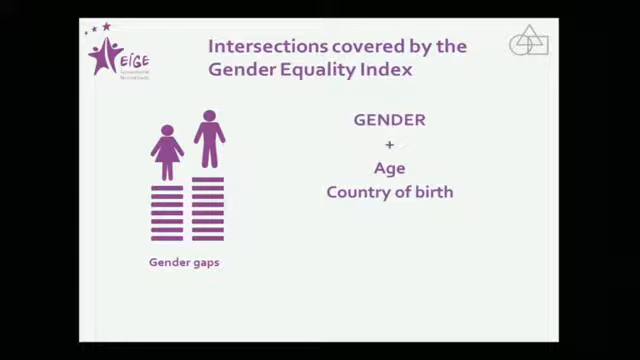 EIGE
Intersections covered by the
Gender Equality Index
GENDER
+
Age
Country of birth
Gender gaps